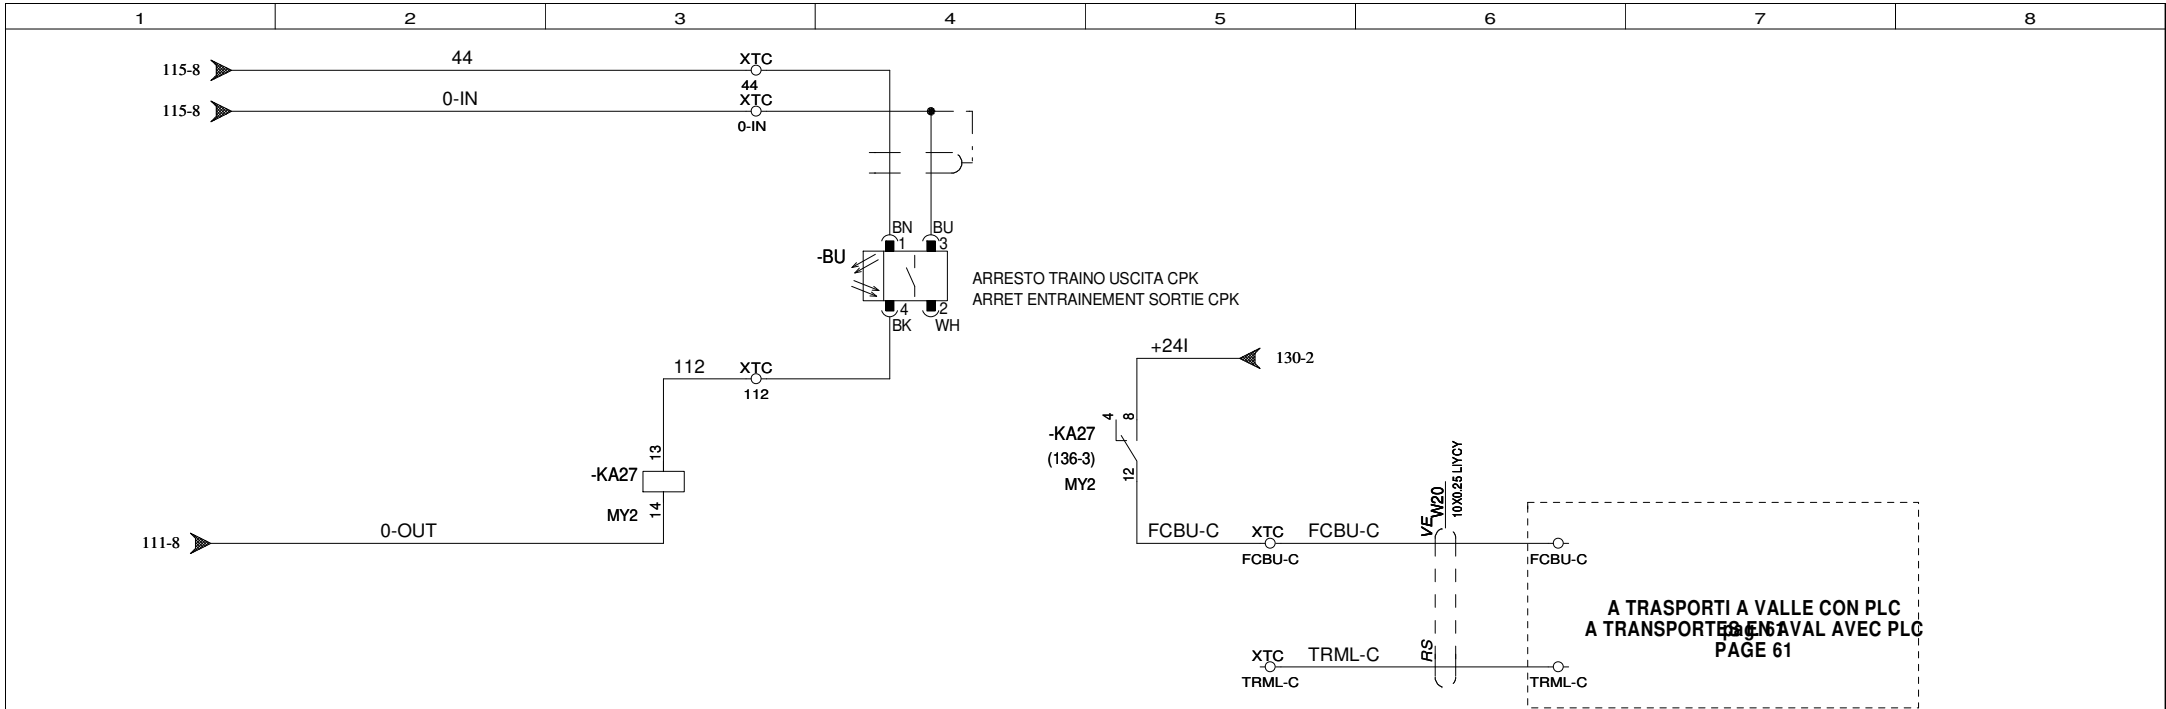 1 2 3 4 5 6 7 8
115-8 44 XTC
44
115-8 0-IN XTC
0-IN
BN BU
1 3
-BU
ARRESTO TRAINO USCITA CPK
ARRET ENTRAINEMENT SORTIE CPK
4 2
BK WH
+24I 130-2
112 XTC
112
4 8
-KA27
(136-3)
MY2
12
13
-KA27
MY2
14
111-8 0-OUT
VE W20 10X0.25 LIYCY
FCBU-C XTC FCBU-C
FCBU-C FCBU-C
A TRASPORTI A VALLE CON PLC
pag. 61
A TRANSPORTES EN AVAL AVEC PLC
PAGE 61
XTC TRML-C RS
TRML-C TRML-C